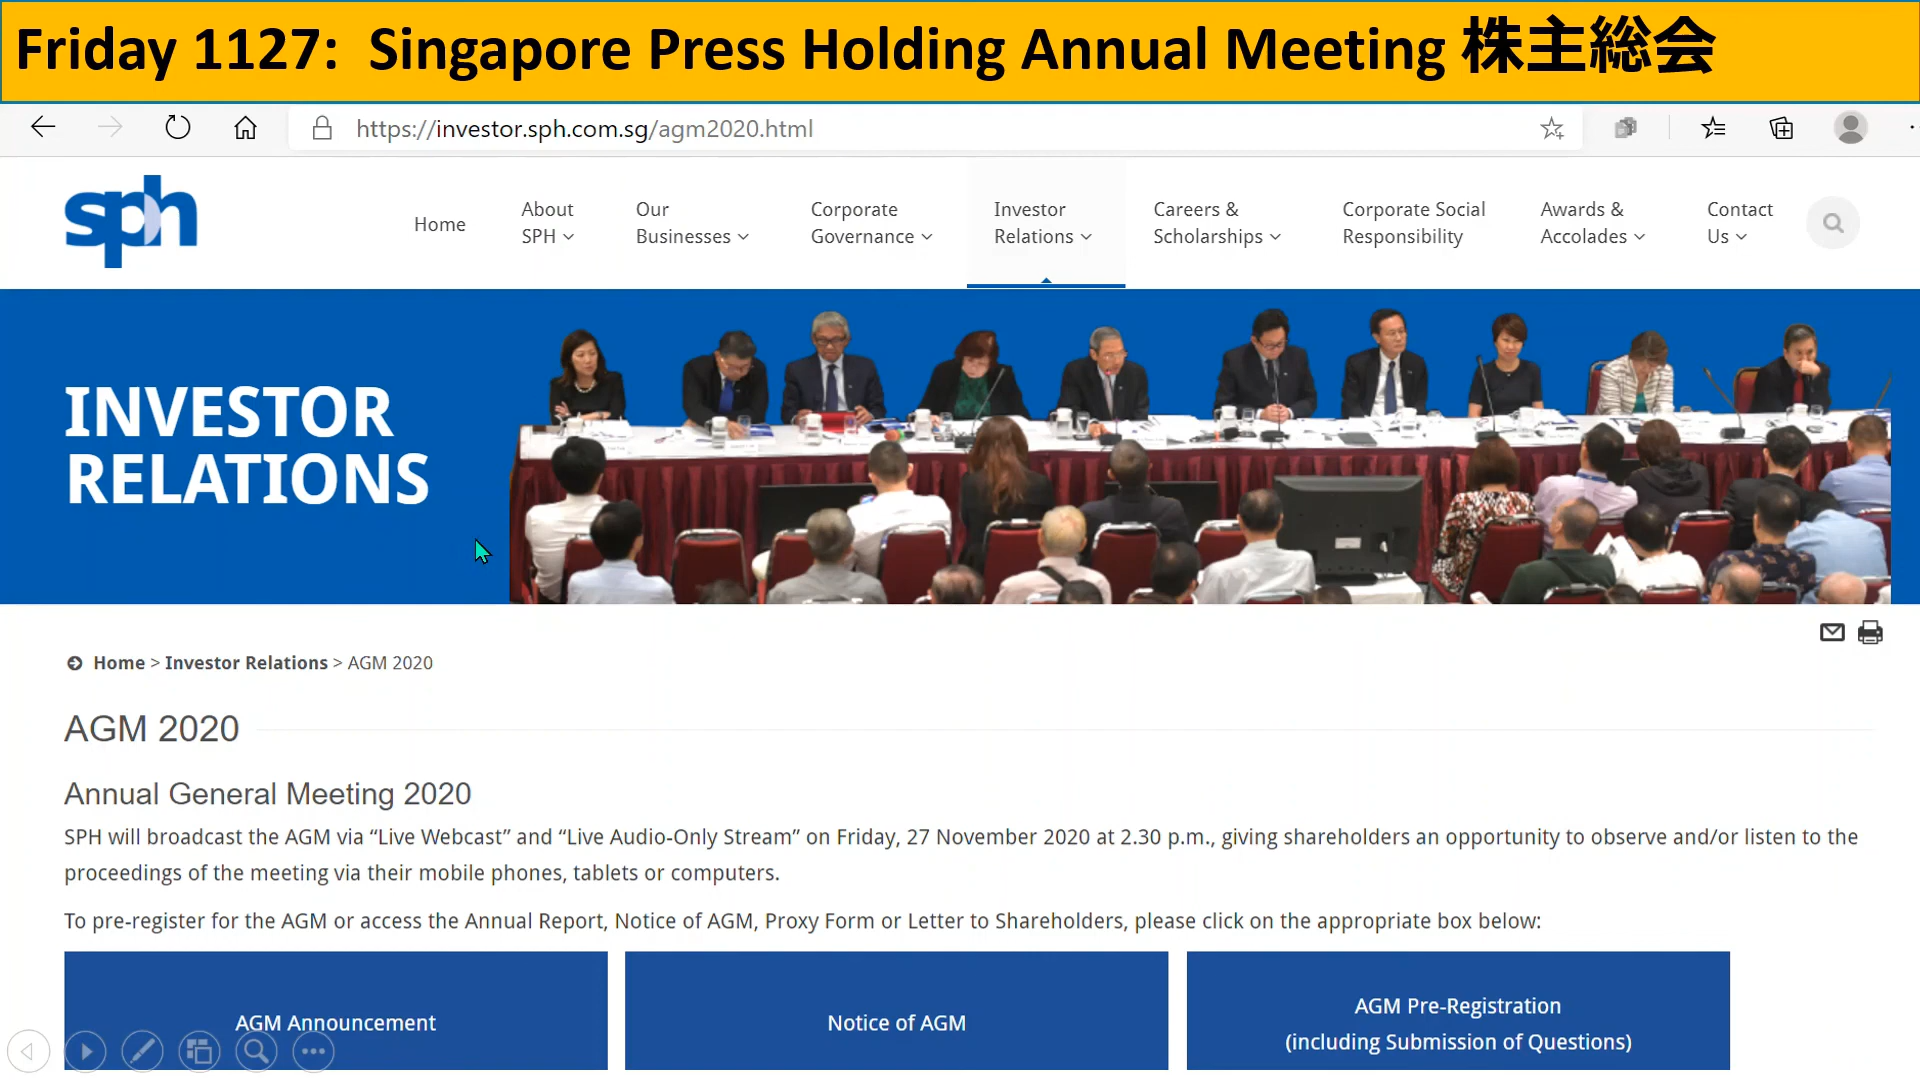 Friday 1127:  Singapore Press Holding Annual Meeting 株主総会
https://investor.sph.com.sg/agm2020.html
sph
Home
About
SPH
Our
Businesses
Corporate
Governance
Investor
Relations
Careers &
Scholarships
Corporate Social
Responsibility
Awards &
Accolades
Contact
Us
INVESTOR
RELATIONS
Home > Investor Relations > AGM 2020
AGM 2020
Annual General Meeting 2020
SPH will broadcast the AGM via “Live Webcast” and “Live Audio-Only Stream” on Friday, 27 November 2020 at 2.30 p.m., giving shareholders an opportunity to observe and/or listen to the
proceedings of the meeting via their mobile phones, tablets or computers.
To pre-register for the AGM or access the Annual Report, Notice of AGM, Proxy Form or Letter to Shareholders, please click on the appropriate box below:
AGM Announcement
Notice of AGM
AGM Pre-Registration
(including Submission of Questions)